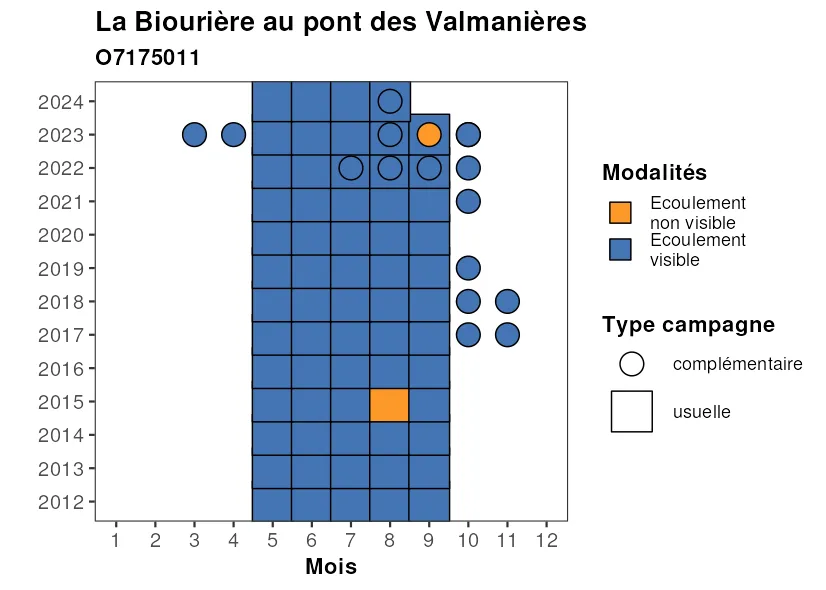 La Biourière au pont des Valmanières
O7175011
2024
2023
2022
2021
2020
2019
2018
2017
2016
2015
2014
2013
2012
1 2 3 4 5 6 7 8 9 10 11 12
Mois
Modalités
Ecoulement
non visible
Ecoulement
visible
Type campagne
complémentaire
usuelle